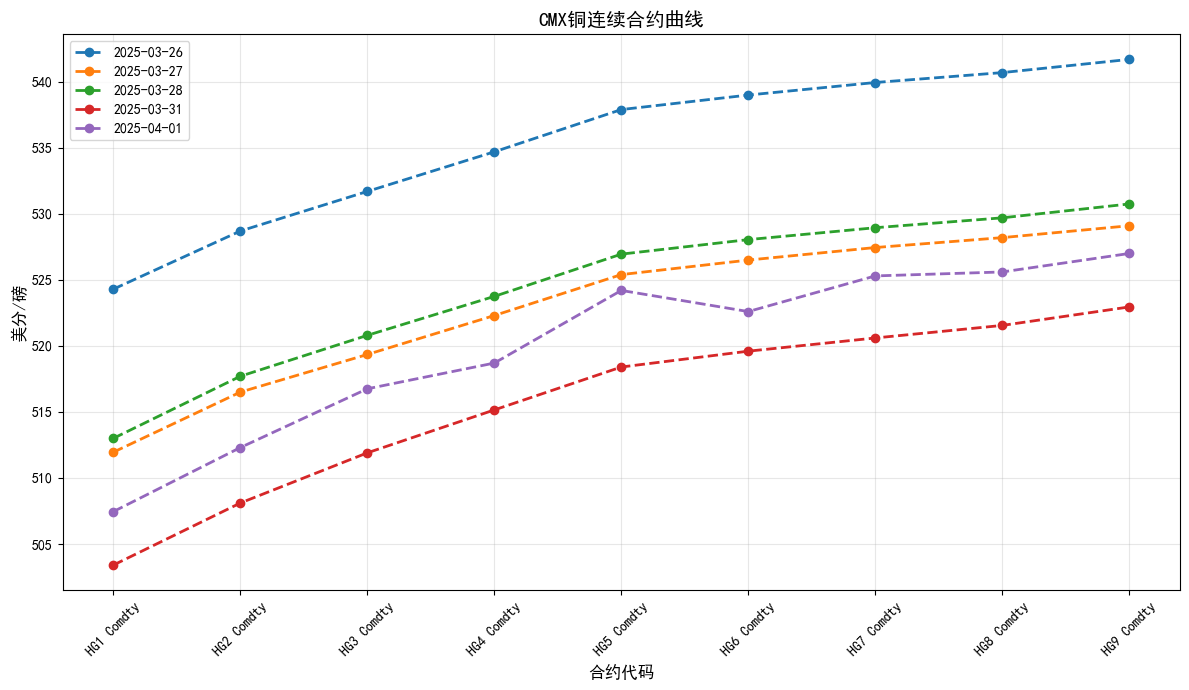 CMX铜连续合约曲线
2025-03-26
2025-03-27
2025-03-28
2025-03-31
2025-04-01
美分/磅
540
535
530
525
520
515
510
505
HG1 Comdty
HG2 Comdty
HG3 Comdty
HG4 Comdty
HG5 Comdty
HG6 Comdty
HG7 Comdty
HG8 Comdty
HG9 Comdty
合约代码